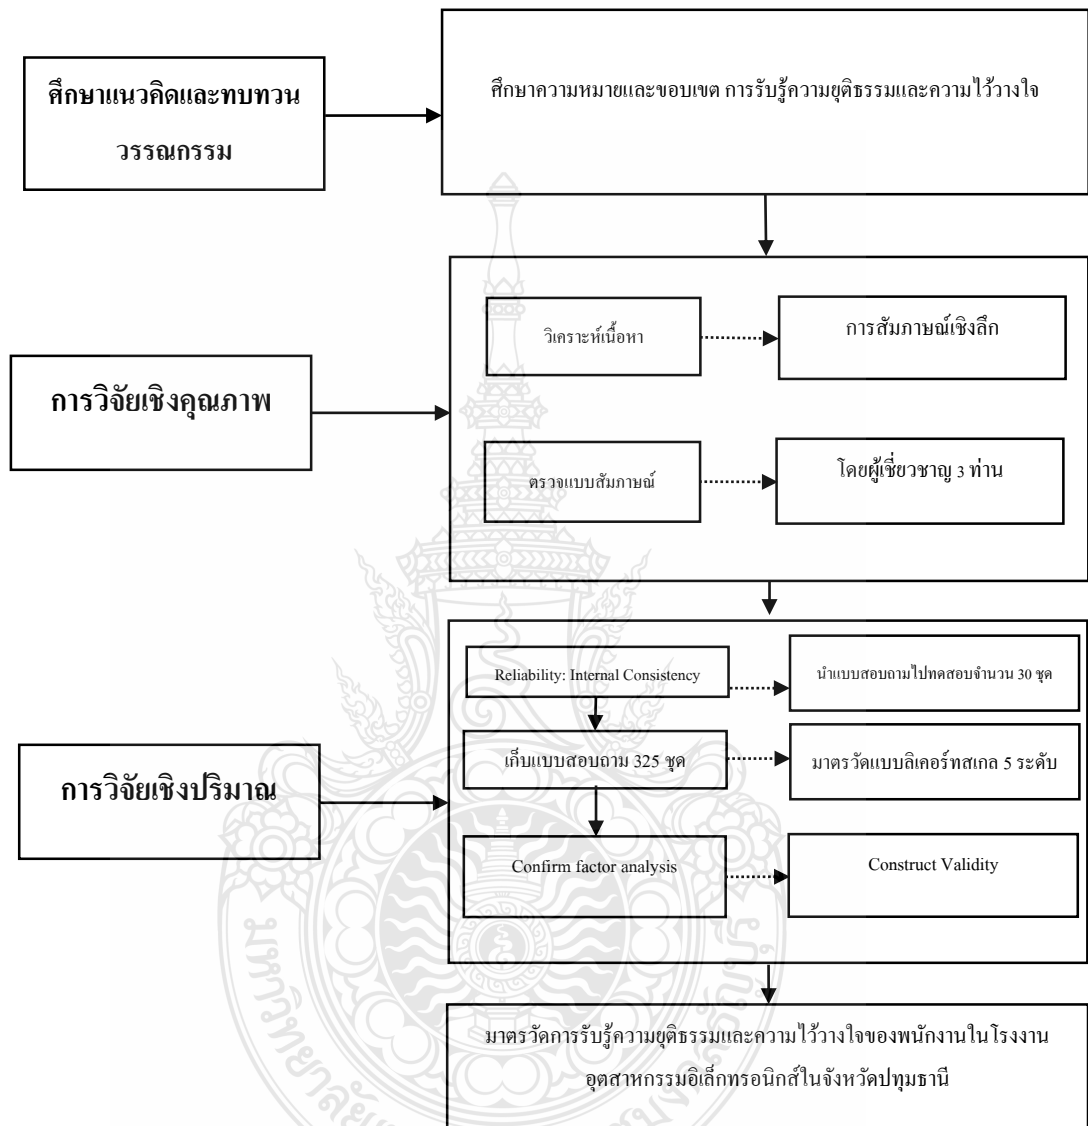 ศึกษาแนวคิดและทบทวน
วรรณกรรม
ศึกษาความหมายและขอบเขต การรับรู้ความยุติธรรมและความไว้วางใจ
การวิจัยเชิงคุณภาพ
วิเคราะห์เนื้อหา
การสัมภาษณ์เชิงลึก
ตรวจแบบสัมภาษณ์
โดยผู้เชี่ยวชาญ 3 ท่าน
การวิจัยเชิงปริมาณ
Reliability: Internal Consistency
นำแบบสอบถามไปทดสอบจำนวน 30 ชุด
เก็บแบบสอบถาม 325 ชุด
มาตรวัดแบบลิเคอร์ทสเกล 5 ระดับ
Confirm factor analysis
Construct Validity
มาตรวัดการรับรู้ความยุติธรรมและความไว้วางใจของพนักงานในโรงงาน
อุตสาหกรรมอิเล็กทรอนิกส์ในจังหวัดปทุมธานี